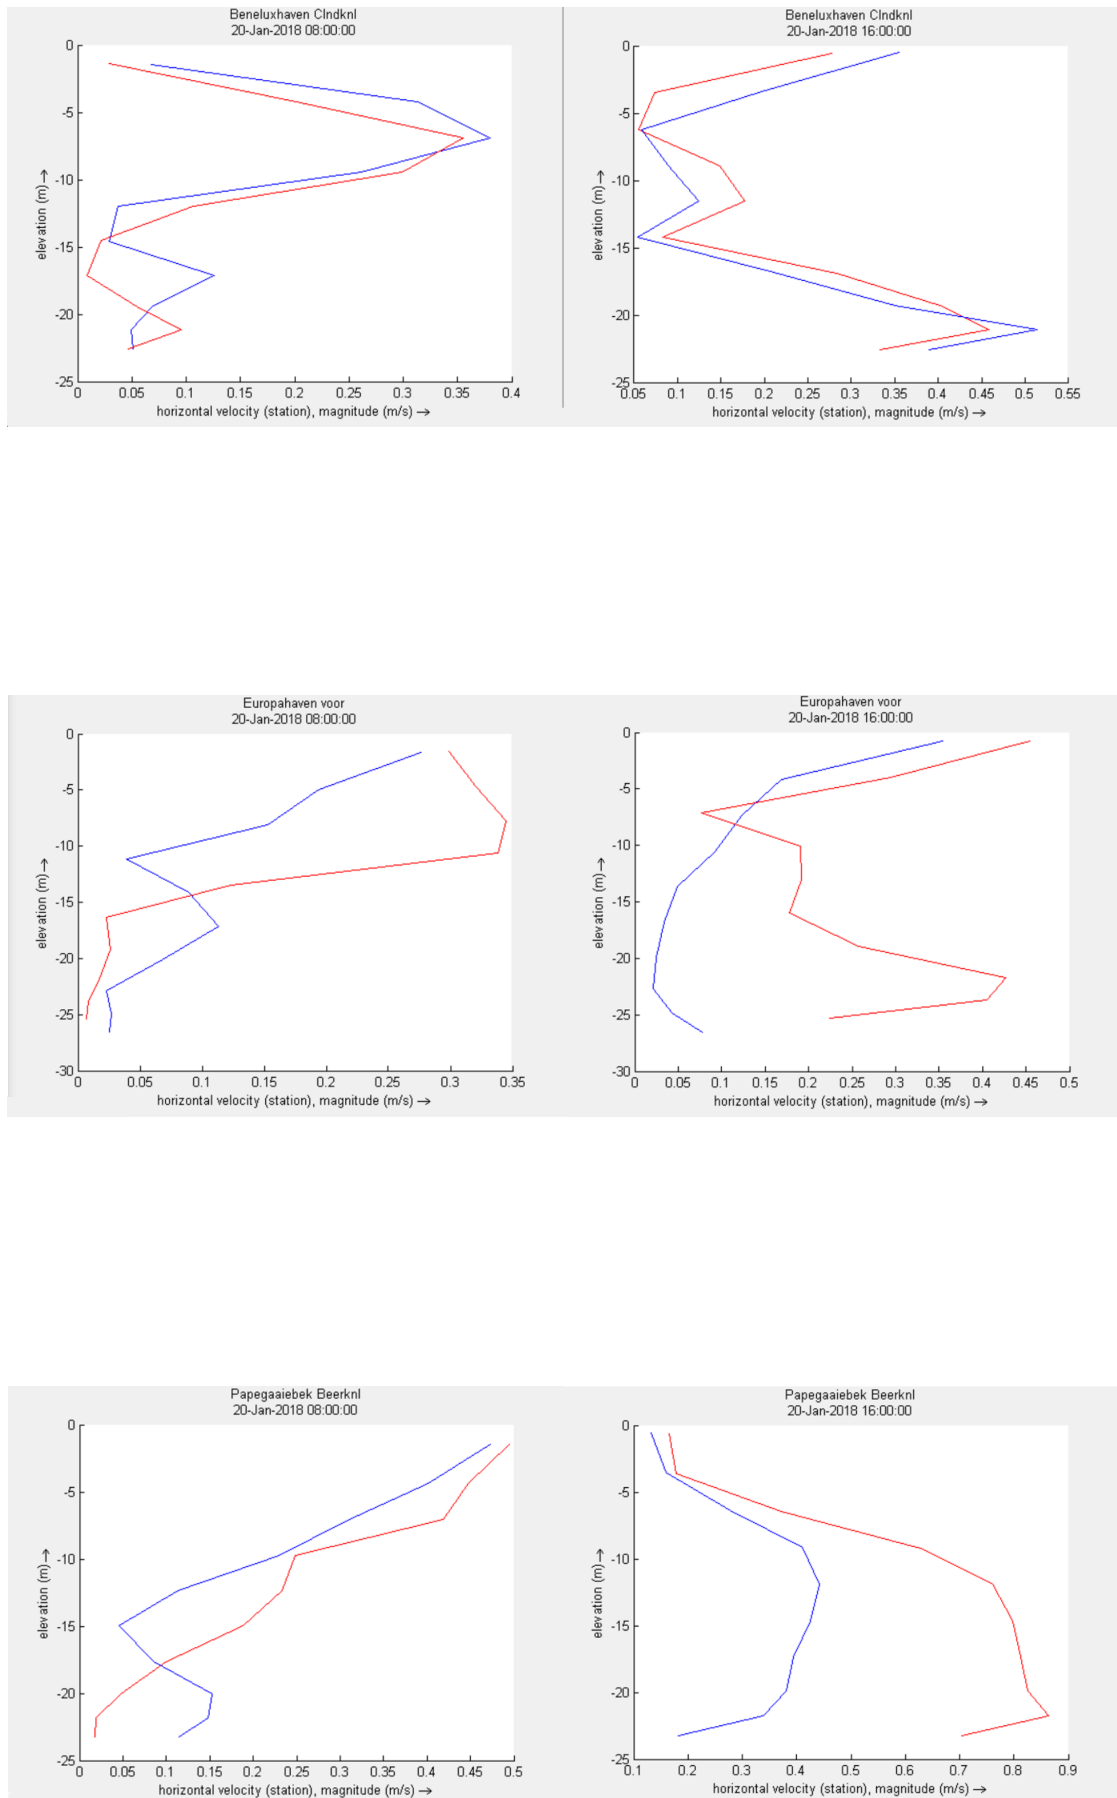 Beneluxhaven Clndknl
20-Jan-2018 08:00:00
0
-5
-10
-15
-20
-25
elevation (m) →
0 0.05 0.1 0.15 0.2 0.25 0.3 0.35 0.4
horizontal velocity (station), magnitude (m/s) →
Beneluxhaven Clndknl
20-Jan-2018 16:00:00
0
-5
-10
-15
-20
-25
elevation (m) →
0.05 0.1 0.15 0.2 0.25 0.3 0.35 0.4 0.45 0.5 0.55
horizontal velocity (station), magnitude (m/s) →
Europahaven voor
20-Jan-2018 08:00:00
0
-5
-10
-15
-20
-25
-30
elevation (m) →
0 0.05 0.1 0.15 0.2 0.25 0.3 0.35
horizontal velocity (station), magnitude (m/s) →
Europahaven voor
20-Jan-2018 16:00:00
0
-5
-10
-15
-20
-25
-30
elevation (m) →
0 0.05 0.1 0.15 0.2 0.25 0.3 0.35 0.4 0.45 0.5
horizontal velocity (station), magnitude (m/s) →
Papegaaiebek Beerknl
20-Jan-2018 08:00:00
0
-5
-10
-15
-20
-25
elevation (m) →
0 0.05 0.1 0.15 0.2 0.25 0.3 0.35 0.4 0.45 0.5
horizontal velocity (station), magnitude (m/s) →
Papegaaiebek Beerknl
20-Jan-2018 16:00:00
0
-5
-10
-15
-20
-25
elevation (m) →
0.1 0.2 0.3 0.4 0.5 0.6 0.7 0.8 0.9
horizontal velocity (station), magnitude (m/s) →